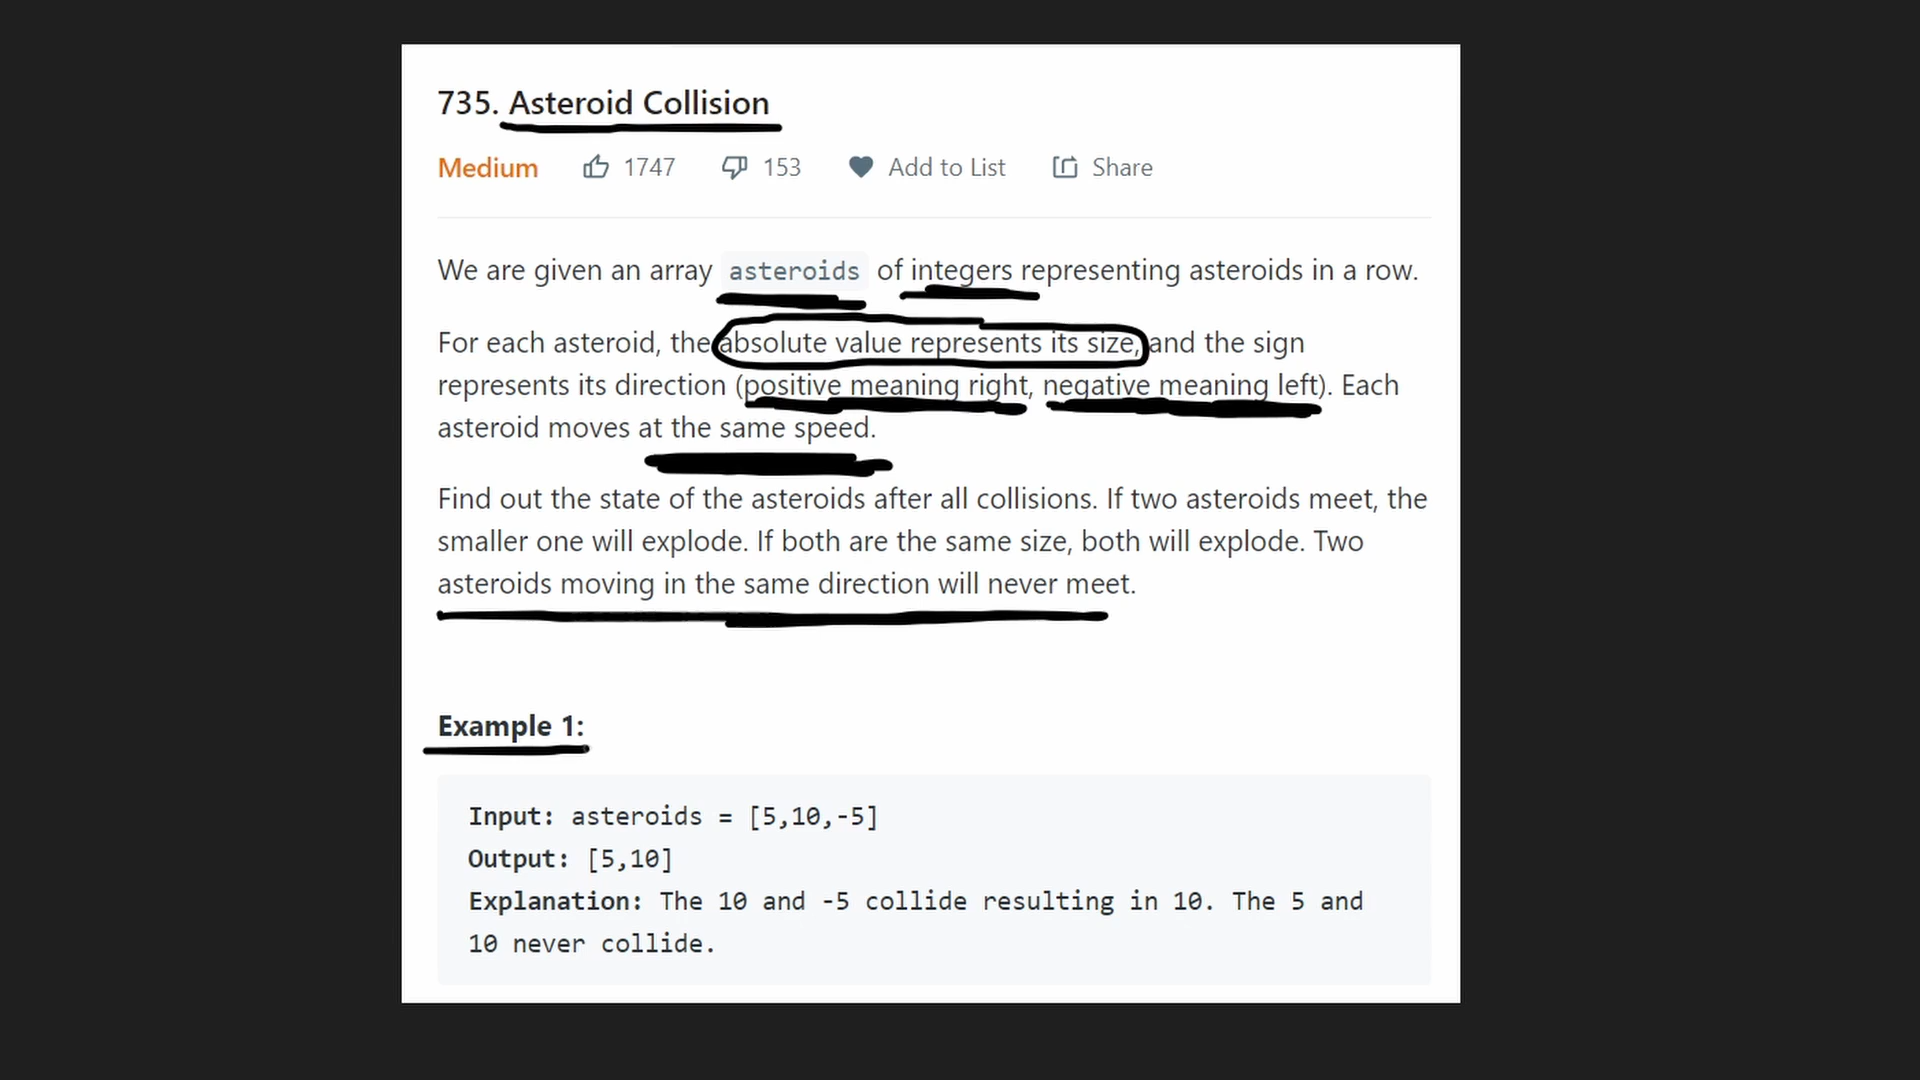 735. Asteroid Collision
Medium 1747 153 Add to List Share
We are given an array asteroids of integers representing asteroids in a row.
For each asteroid, the absolute value represents its size, and the sign
represents its direction (positive meaning right, negative meaning left). Each
asteroid moves at the same speed.
Find out the state of the asteroids after all collisions. If two asteroids meet, the
smaller one will explode. If both are the same size, both will explode. Two
asteroids moving in the same direction will never meet.
Example 1:
Input: asteroids = [5,10,-5]
Output: [5,10]
Explanation: The 10 and -5 collide resulting in 10. The 5 and
10 never collide.